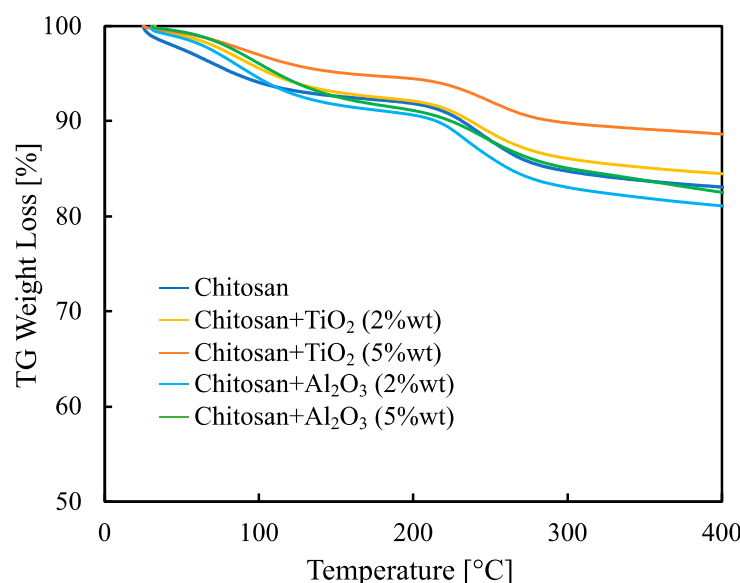 100
90
80
70
60
50
TG Weight Loss [%]
Chitosan
Chitosan+TiO₂ (2%wt)
Chitosan+TiO₂ (5%wt)
Chitosan+Al₂O₃ (2%wt)
Chitosan+Al₂O₃ (5%wt)
0 100 200 300 400
Temperature [°C]